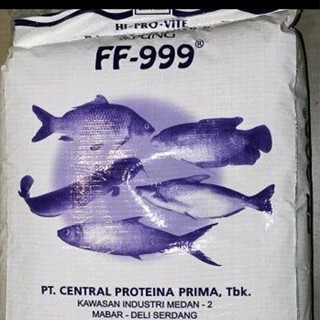 HI-PRO-VITE
FF-999®
PT. CENTRAL PROTEINA PRIMA, Tbk.
KAWASAN INDUSTRI MEDAN - 2
MABAR - DELI SERDANG